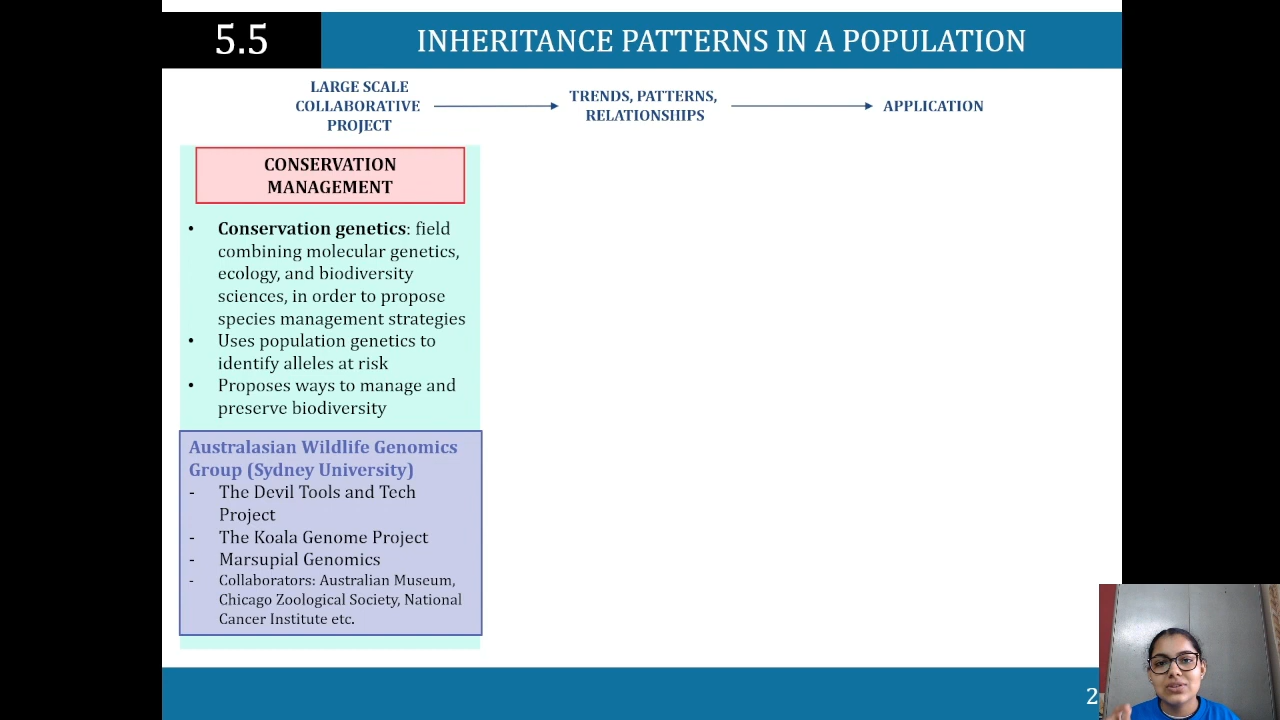 5.5
INHERITANCE PATTERNS IN A POPULATION
LARGE SCALE
COLLABORATIVE
PROJECT
TRENDS, PATTERNS,
RELATIONSHIPS
APPLICATION
CONSERVATION
MANAGEMENT
• Conservation genetics: field
combining molecular genetics,
ecology, and biodiversity
sciences, in order to propose
species management strategies
• Uses population genetics to
identify alleles at risk
• Proposes ways to manage and
preserve biodiversity
Australasian Wildlife Genomics
Group (Sydney University)
- The Devil Tools and Tech
Project
- The Koala Genome Project
- Marsupial Genomics
- Collaborators: Australian Museum,
Chicago Zoological Society, National
Cancer Institute etc.
2